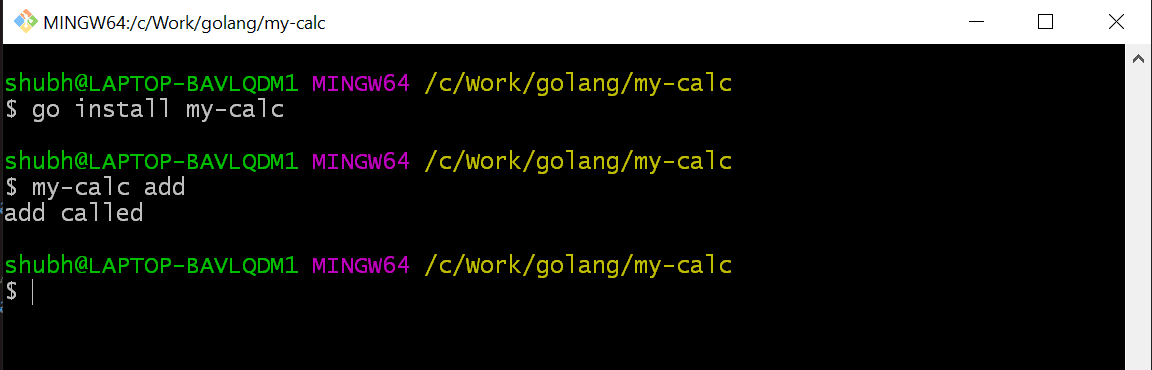 MINGW64:/c/Work/golang/my-calc
shubh@LAPTOP-BAVLQDM1 MINGW64 /c/Work/golang/my-calc
$ go install my-calc
shubh@LAPTOP-BAVLQDM1 MINGW64 /c/Work/golang/my-calc
$ my-calc add
add called
shubh@LAPTOP-BAVLQDM1 MINGW64 /c/Work/golang/my-calc
$